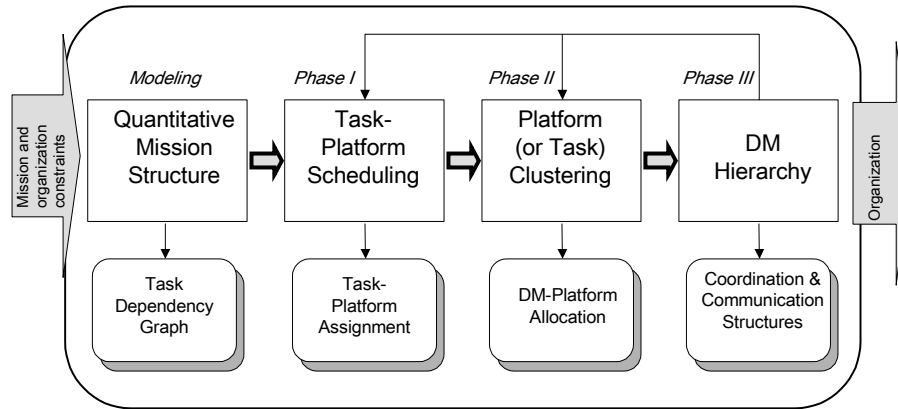 Mission and
organization
constraints
Modeling
Quantitative
Mission
Structure
Phase I
Task-
Platform
Scheduling
Phase II
Platform
(or Task)
Clustering
Phase III
DM
Hierarchy
Organization
Task
Dependency
Graph
Task-
Platform
Assignment
DM-Platform
Allocation
Coordination &
Communication
Structures